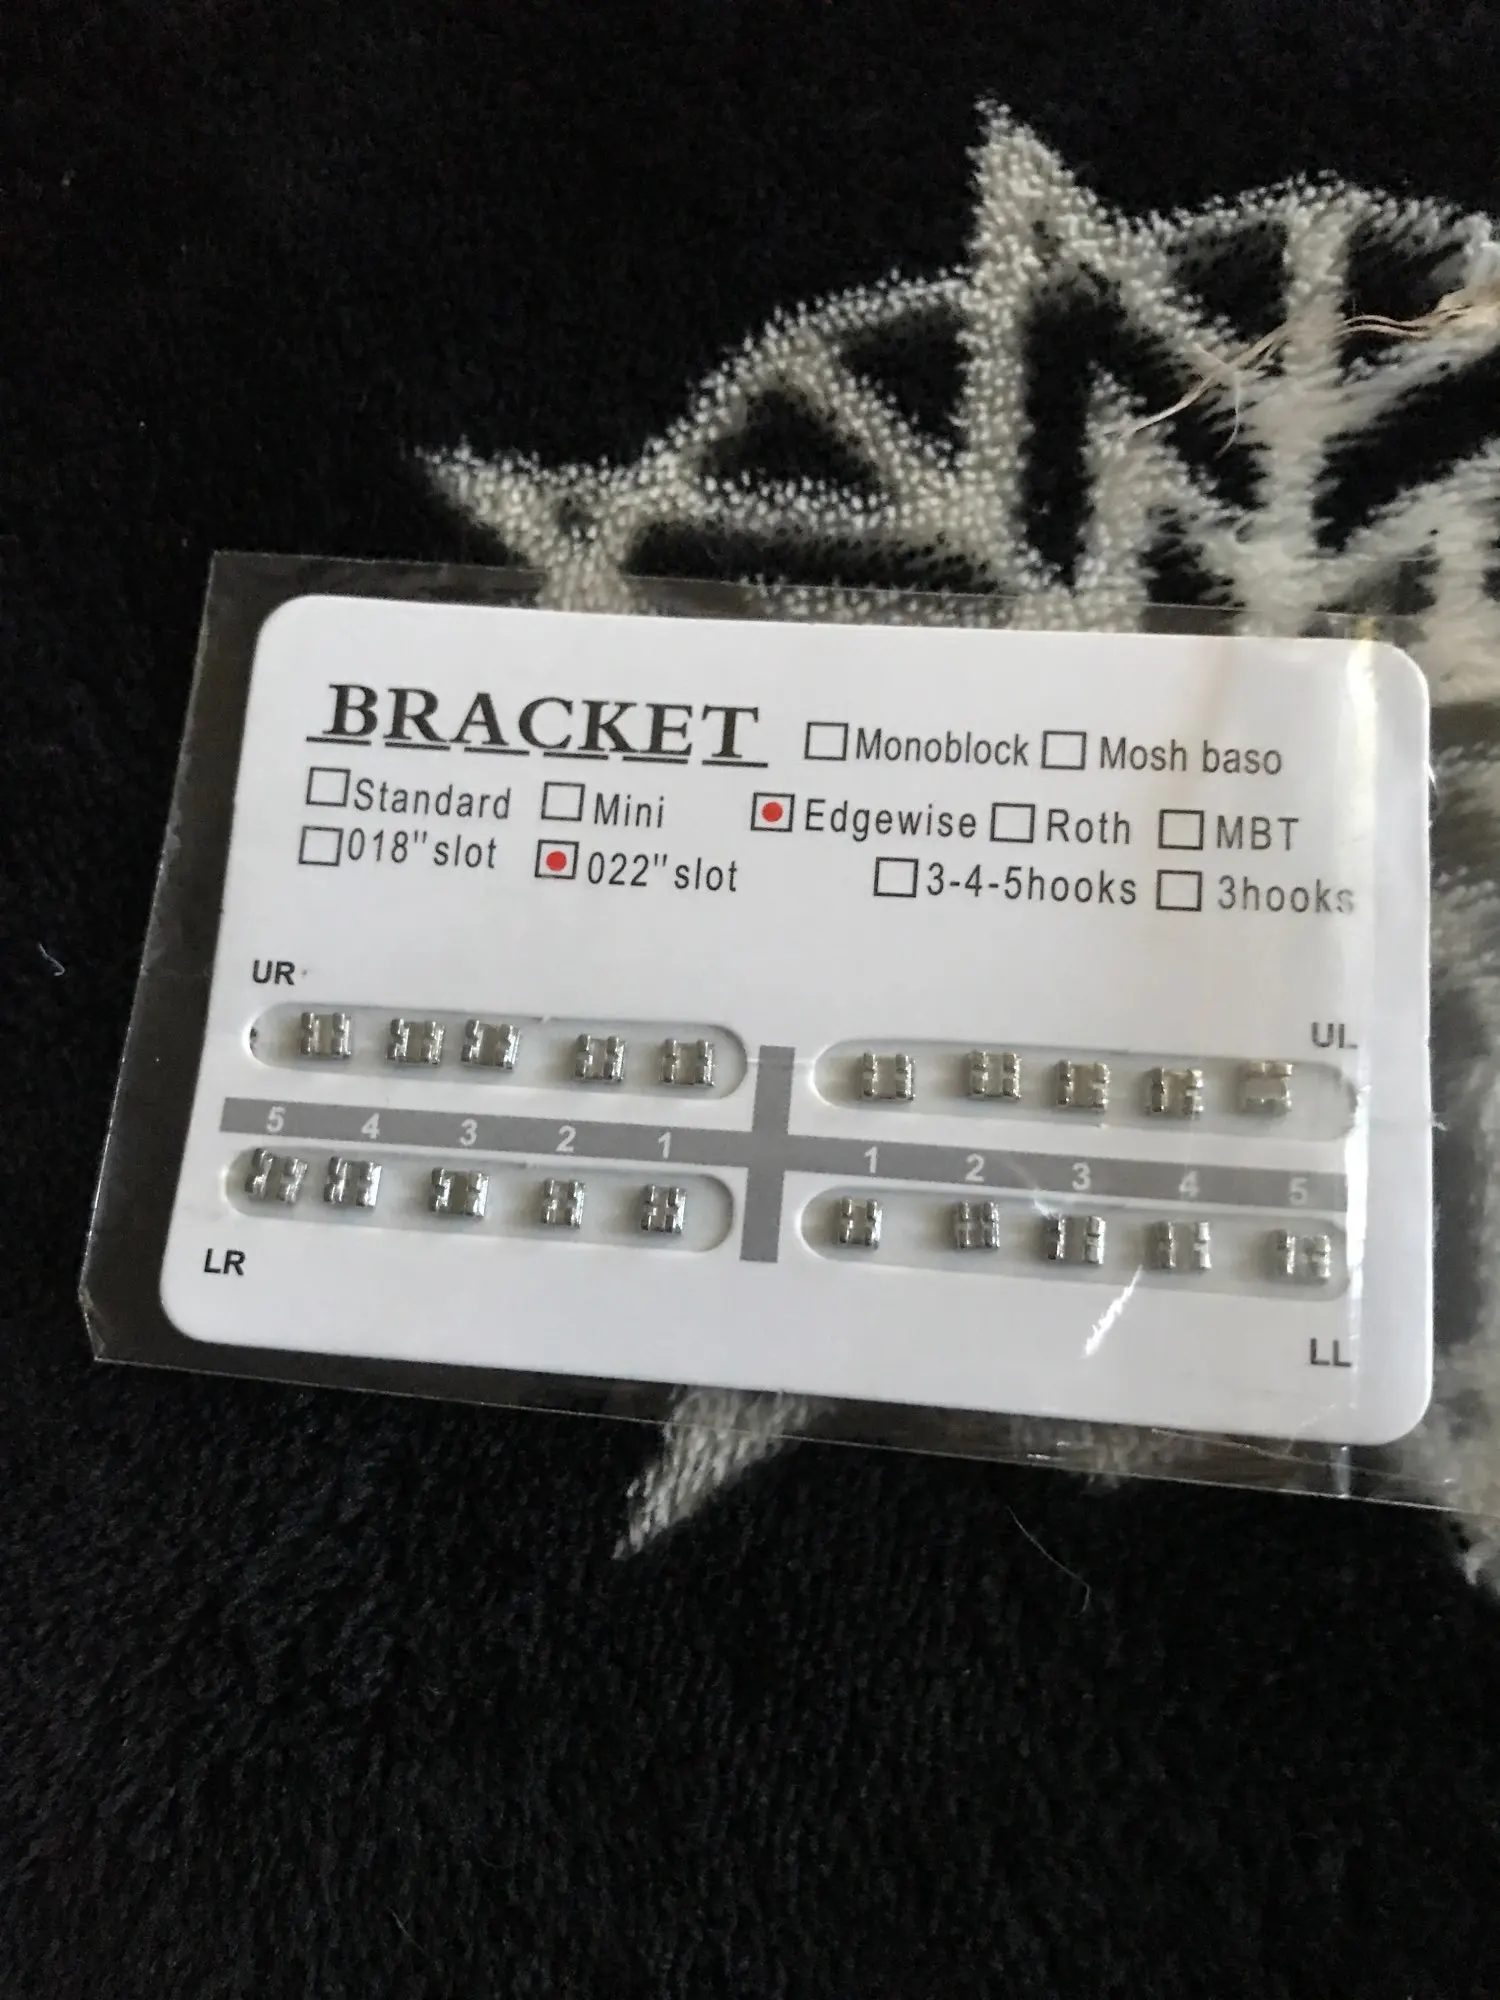 BRACKET Monoblock Mosh baso
Standard Mini Edgewise Roth MBT
018"slot 022"slot 3-4-5hooks 3hooks
UR UL
5 4 3 2 1 1 2 3 4 5
LR LL